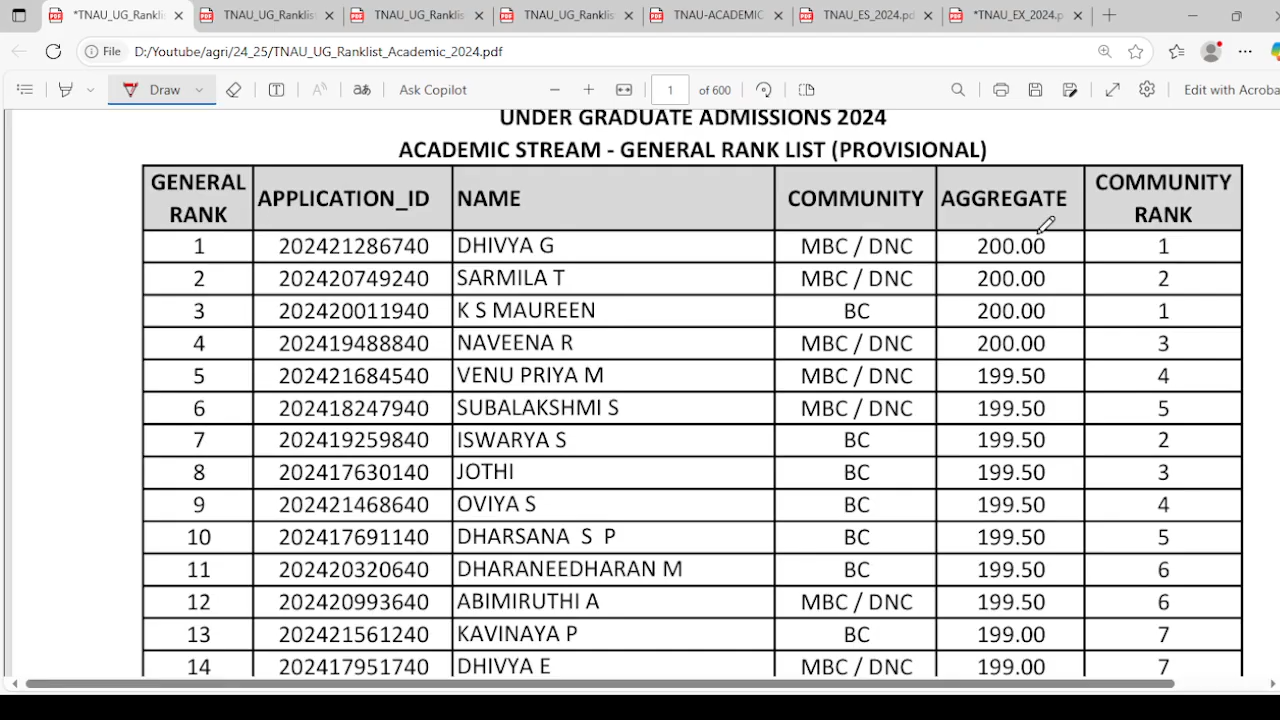 *TNAU_UG_Ranklis
TNAU_UG_Ranklis
TNAU_UG_Ranklis
TNAU_UG_Ranklis
TNAU-ACADEMIC
TNAU_ES_2024.pd
*TNAU_EX_2024.p
File D:/Youtube/agri/24_25/TNAU_UG_Ranklist_Academic_2024.pdf
Draw aあ Ask Copilot 1 of 600 Edit with Acroba
UNDER GRADUATE ADMISSIONS 2024
ACADEMIC STREAM - GENERAL RANK LIST (PROVISIONAL)
GENERAL RANK APPLICATION_ID NAME COMMUNITY AGGREGATE COMMUNITY RANK
1 202421286740 DHIVYA G MBC / DNC 200.00 1
2 202420749240 SARMILA T MBC / DNC 200.00 2
3 202420011940 K S MAUREEN BC 200.00 1
4 202419488840 NAVEENA R MBC / DNC 200.00 3
5 202421684540 VENU PRIYA M MBC / DNC 199.50 4
6 202418247940 SUBALAKSHMI S MBC / DNC 199.50 5
7 202419259840 ISWARYA S BC 199.50 2
8 202417630140 JOTHI BC 199.50 3
9 202421468640 OVIYA S BC 199.50 4
10 202417691140 DHARSANA S P BC 199.50 5
11 202420320640 DHARANEEDHARAN M BC 199.50 6
12 202420993640 ABIMIRUTHI A MBC / DNC 199.50 6
13 202421561240 KAVINAYA P BC 199.00 7
14 202417951740 DHIVYA E MBC / DNC 199.00 7